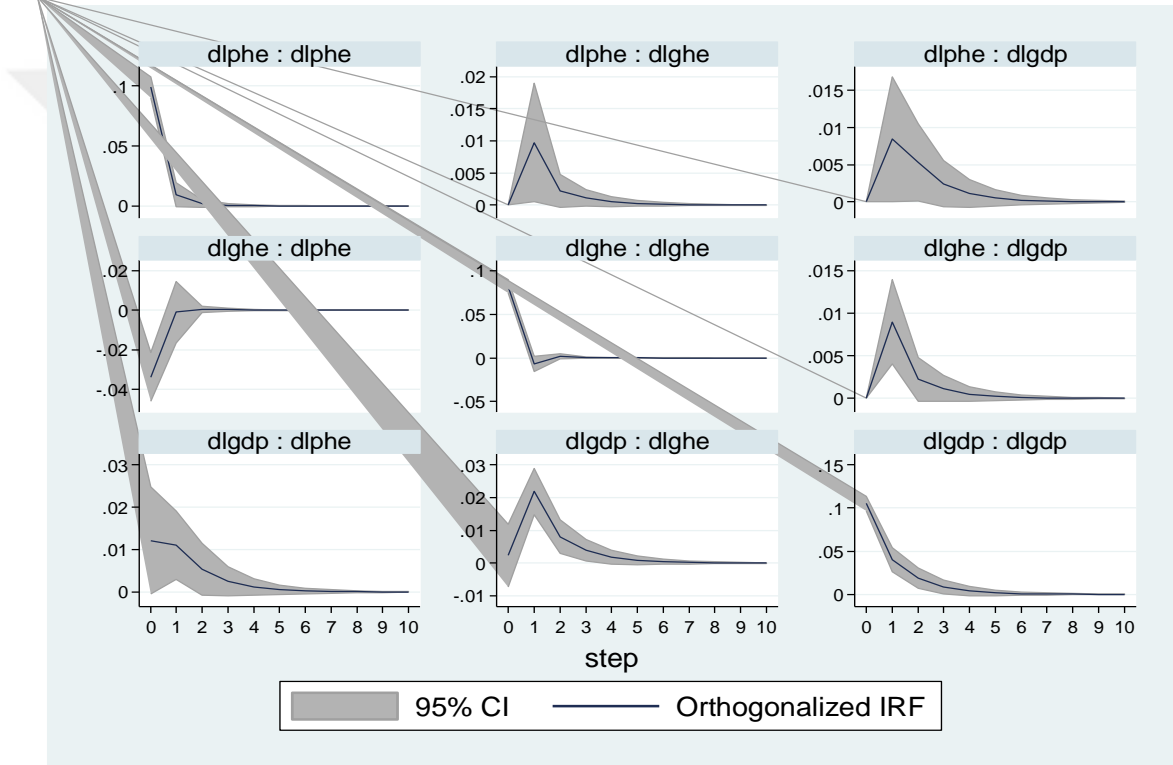 dlphe : dlphe
dlphe : dlghe
dlphe : dlgdp
.1
.05
0
.02
.015
.01
.005
0
.015
.01
.005
0
dlghe : dlphe
dlghe : dlghe
dlghe : dlgdp
.02
0
-.02
-.04
.1
.05
0
-.05
.015
.01
.005
0
dlgdp : dlphe
dlgdp : dlghe
dlgdp : dlgdp
.03
.02
.01
0
.03
.02
.01
0
-.01
.15
.1
.05
0
0 1 2 3 4 5 6 7 8 9 10
0 1 2 3 4 5 6 7 8 9 10
0 1 2 3 4 5 6 7 8 9 10
step
95% CI
Orthogonalized IRF